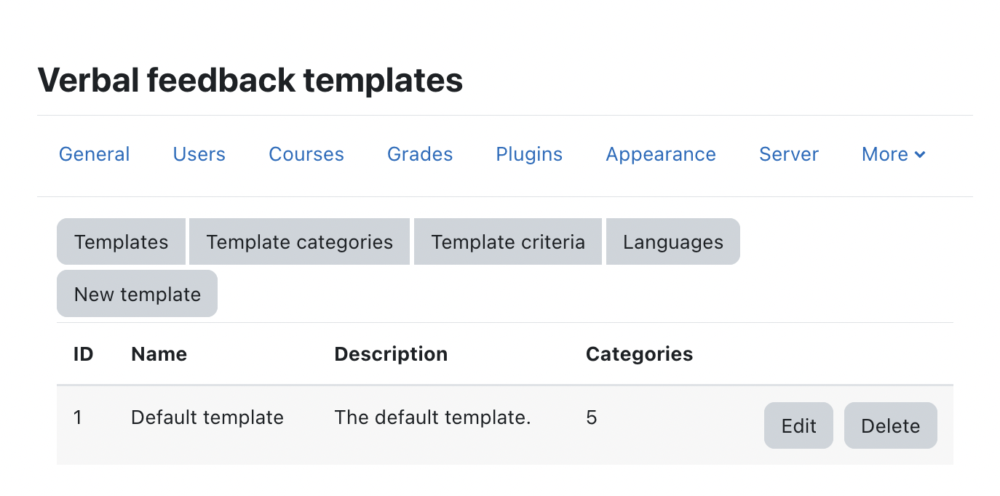 Verbal feedback templates
General Users Courses Grades Plugins Appearance Server More
Templates Template categories Template criteria Languages
New template
ID Name Description Categories
1 Default template The default template. 5 Edit Delete